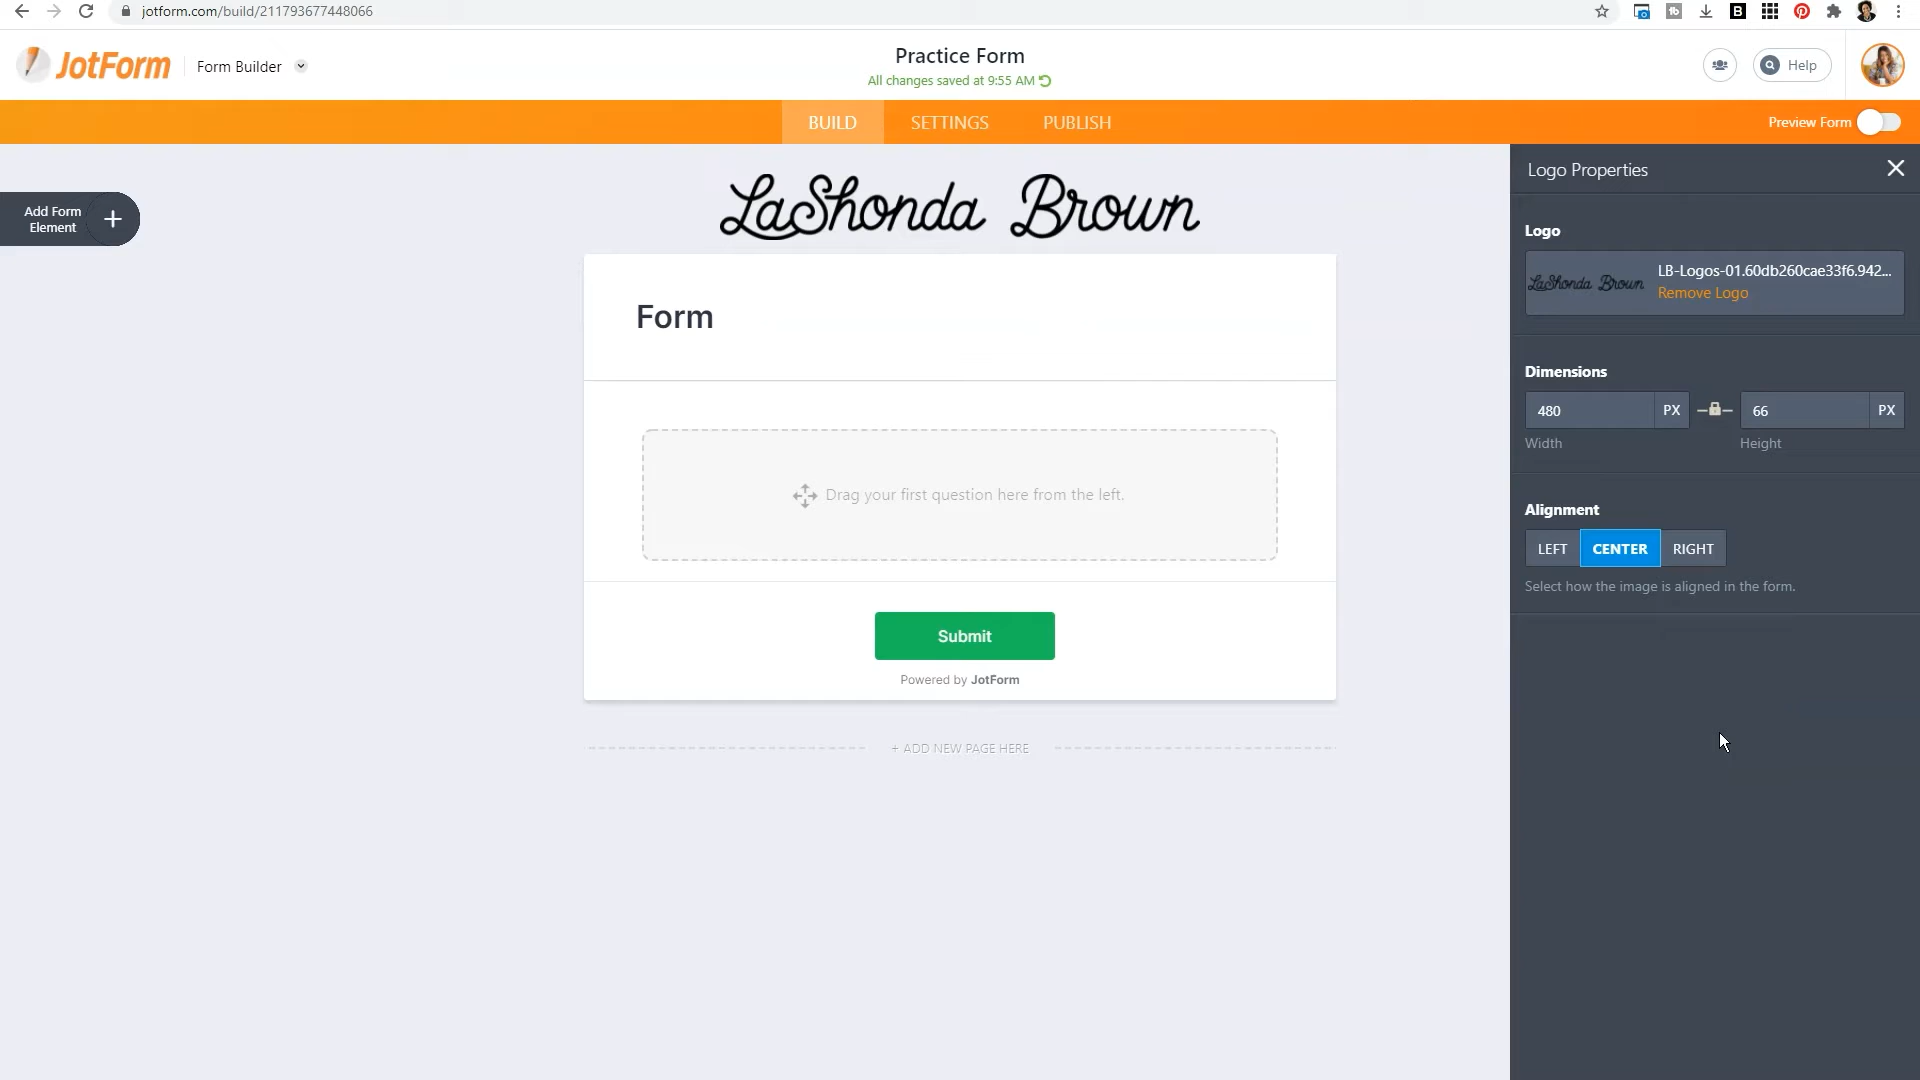 jotform.com/build/211793677448066
JotForm
Form Builder
Practice Form
All changes saved at 9:55 AM
Help
BUILD
SETTINGS
PUBLISH
Preview Form
Add Form
Element
LaShonda Brown
Form
Drag your first question here from the left.
Submit
Powered by JotForm
+ ADD NEW PAGE HERE
Logo Properties
Logo
LaShonda Brown
LB-Logos-01.60db260cae33f6.942...
Remove Logo
Dimensions
480 PX
66 PX
Width
Height
Alignment
LEFT
CENTER
RIGHT
Select how the image is aligned in the form.